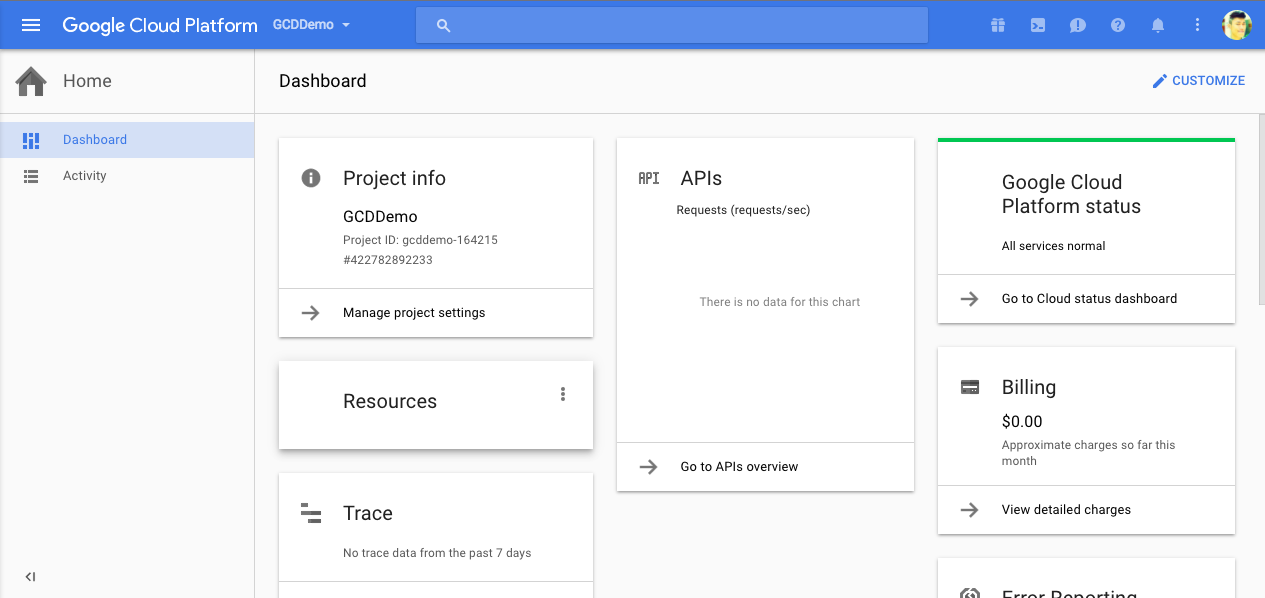 Google Cloud Platform GCDDemo
Home
Dashboard
CUSTOMIZE
Dashboard
Activity
Project info
GCDDemo
Project ID: gcddemo-164215
#422782892233
Manage project settings
Resources
Trace
No trace data from the past 7 days
API APIs
Requests (requests/sec)
There is no data for this chart
Go to APIs overview
Google Cloud
Platform status
All services normal
Go to Cloud status dashboard
Billing
$0.00
Approximate charges so far this
month
View detailed charges
Error Reporting